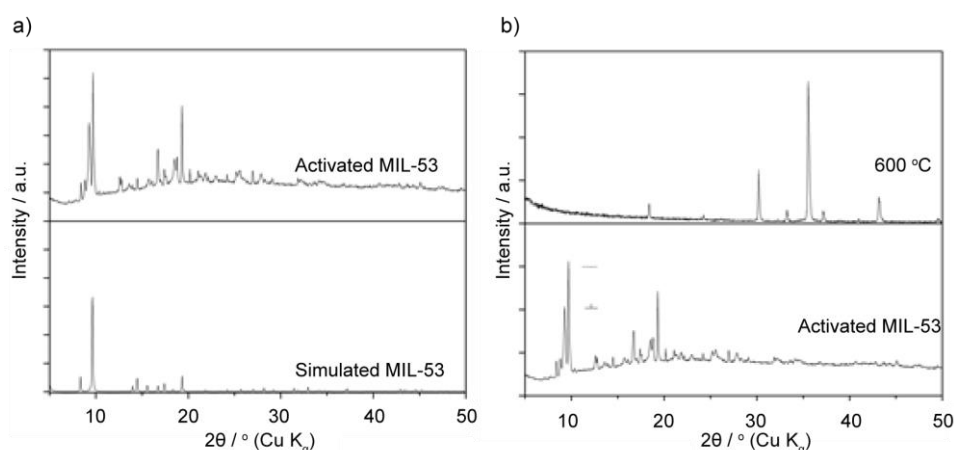 a)
Intensity / a.u.
Activated MIL-53
Simulated MIL-53
10 20 30 40 50
2θ / ° (Cu Kα)
b)
Intensity / a.u.
600 °C
Activated MIL-53
10 20 30 40 50
2θ / ° (Cu Kα)